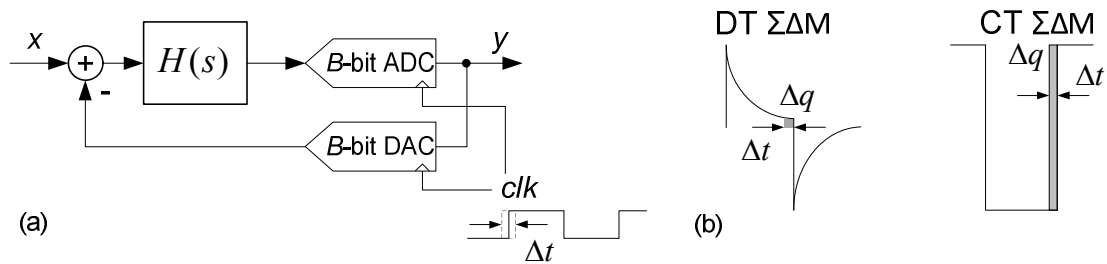 x
+
-
H(s)
B-bit ADC
y
B-bit DAC
clk
Δt
(a)
DT ΣΔM
Δq
Δt
CT ΣΔM
Δq
Δt
(b)